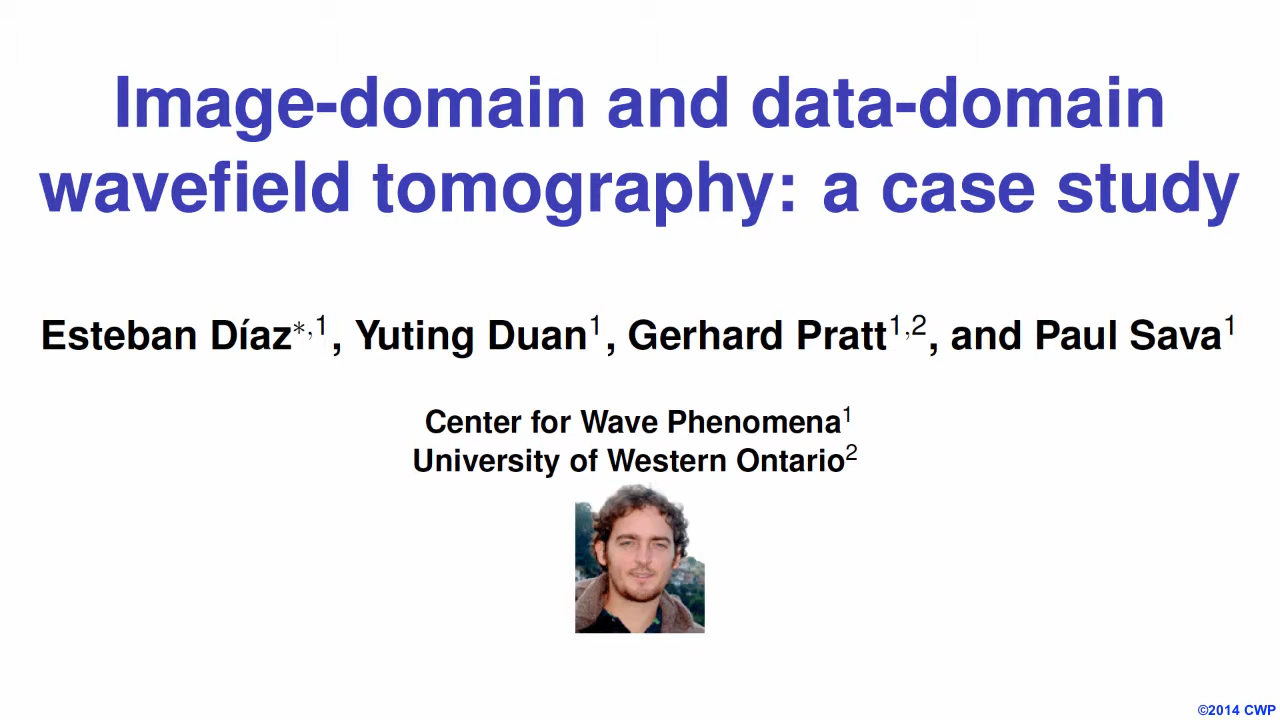 Image-domain and data-domain
wavefield tomography: a case study
Esteban Díaz*,1, Yuting Duan1, Gerhard Pratt1,2, and Paul Sava1
Center for Wave Phenomena1
University of Western Ontario2
©2014 CWP